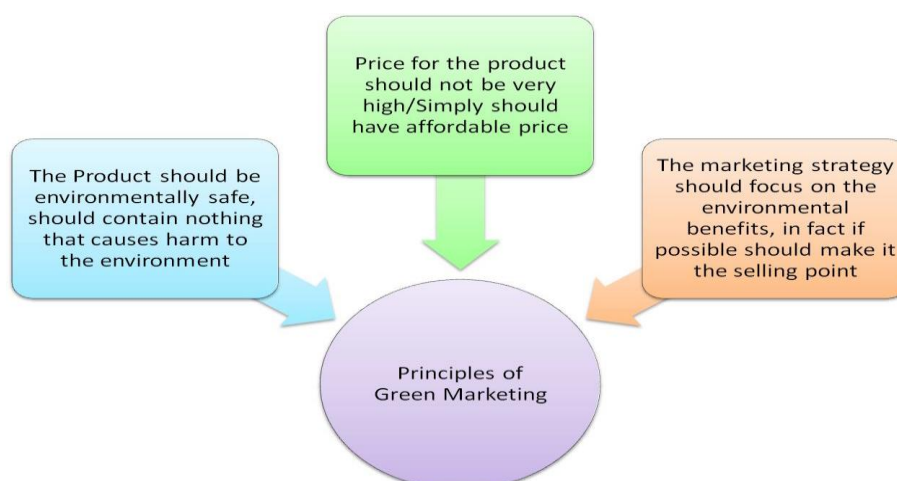 Price for the product
should not be very
high/Simply should
have affordable price
The Product should be
environmentally safe,
should contain nothing
that causes harm to
the environment
The marketing strategy
should focus on the
environmental
benefits, in fact if
possible should make it
the selling point
Principles of
Green Marketing